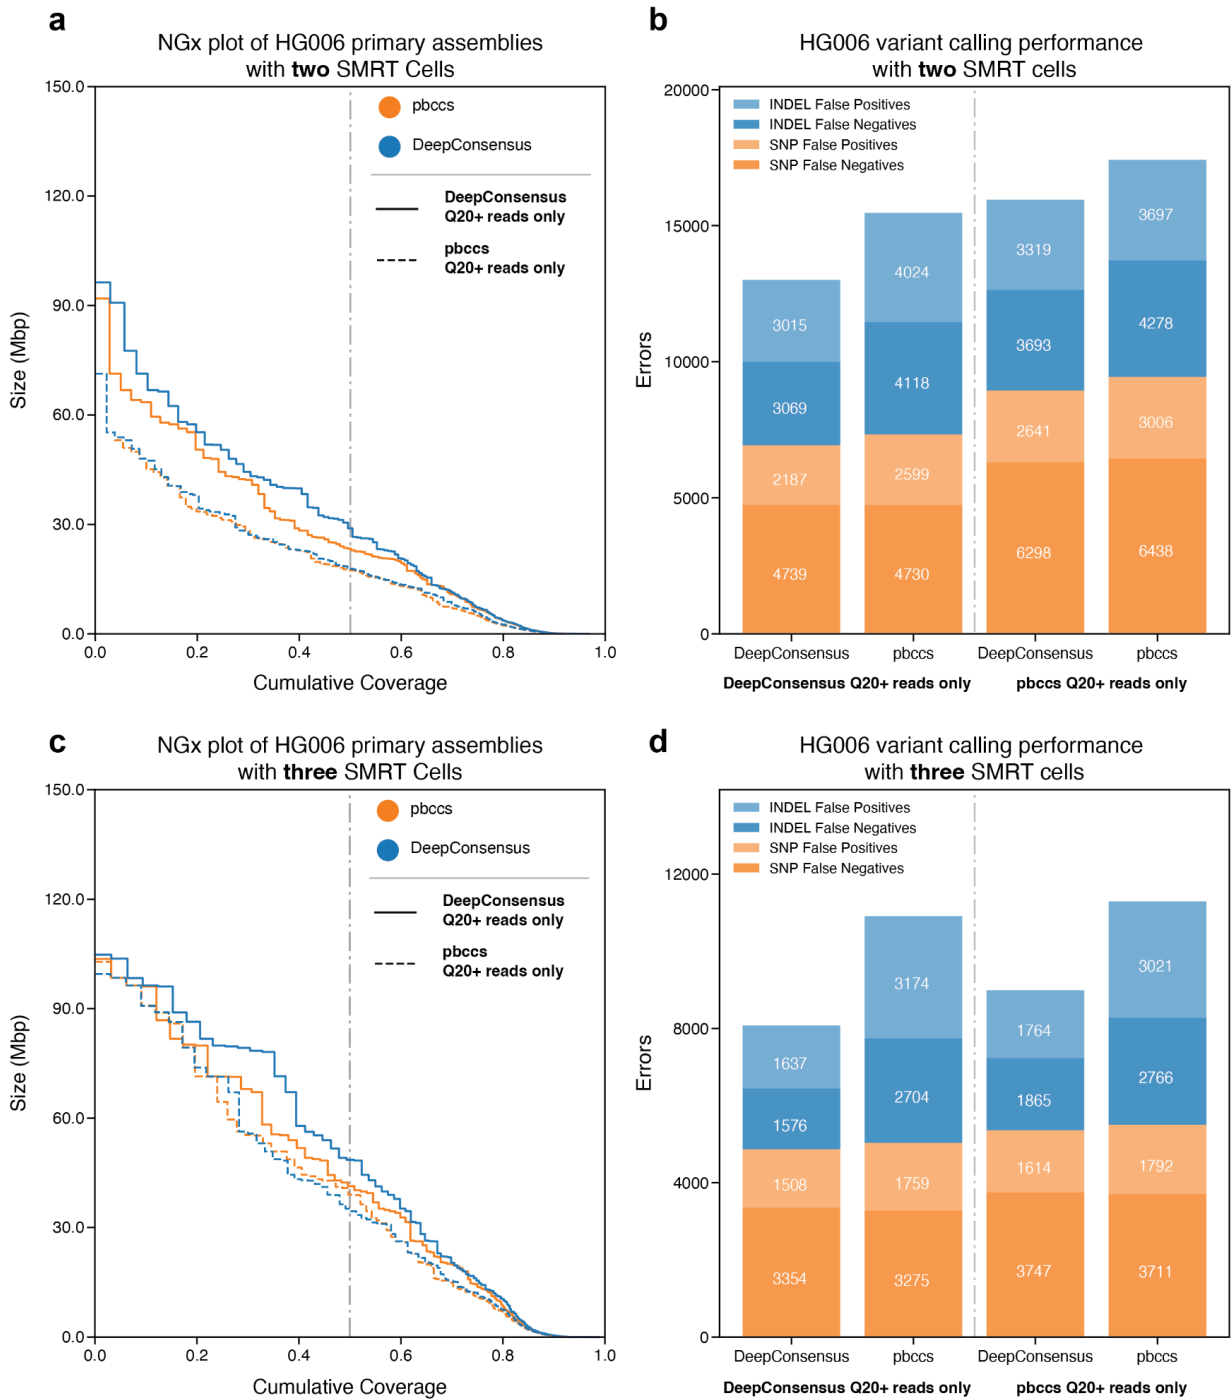 a
NGx plot of HG006 primary assemblies
with two SMRT Cells
150.0
120.0
90.0
60.0
30.0
0.0
Size (Mbp)
pbccs
DeepConsensus
DeepConsensus
Q20+ reads only
pbccs
Q20+ reads only
0.0 0.2 0.4 0.6 0.8 1.0
Cumulative Coverage
b
HG006 variant calling performance
with two SMRT cells
20000
15000
10000
5000
0
Errors
INDEL False Positives
INDEL False Negatives
SNP False Positives
SNP False Negatives
3015
3069
2187
4739
4024
4118
2599
4730
3319
3693
2641
6298
3697
4278
3006
6438
DeepConsensus pbccs DeepConsensus pbccs
DeepConsensus Q20+ reads only pbccs Q20+ reads only
c
NGx plot of HG006 primary assemblies
with three SMRT Cells
150.0
120.0
90.0
60.0
30.0
0.0
Size (Mbp)
pbccs
DeepConsensus
DeepConsensus
Q20+ reads only
pbccs
Q20+ reads only
0.0 0.2 0.4 0.6 0.8 1.0
Cumulative Coverage
d
HG006 variant calling performance
with three SMRT cells
12000
8000
4000
0
Errors
INDEL False Positives
INDEL False Negatives
SNP False Positives
SNP False Negatives
1637
1576
1508
3354
3174
2704
1759
3275
1764
1865
1614
3747
3021
2766
1792
3711
DeepConsensus pbccs DeepConsensus pbccs
DeepConsensus Q20+ reads only pbccs Q20+ reads only